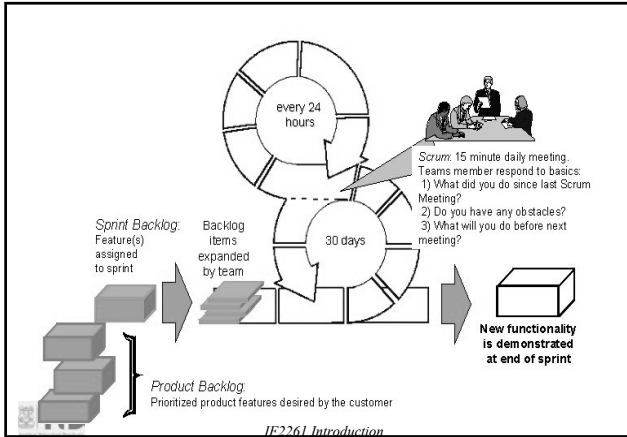 every 24
hours
Scrum: 15 minute daily meeting.
Teams member respond to basics:
1) What did you do since last Scrum
Meeting?
2) Do you have any obstacles?
3) What will you do before next
meeting?
30 days
Sprint Backlog:
Feature(s)
assigned
to sprint
Backlog
items
expanded
by team
New functionality
is demonstrated
at end of sprint
Product Backlog:
Prioritized product features desired by the customer
IF2261 Introduction